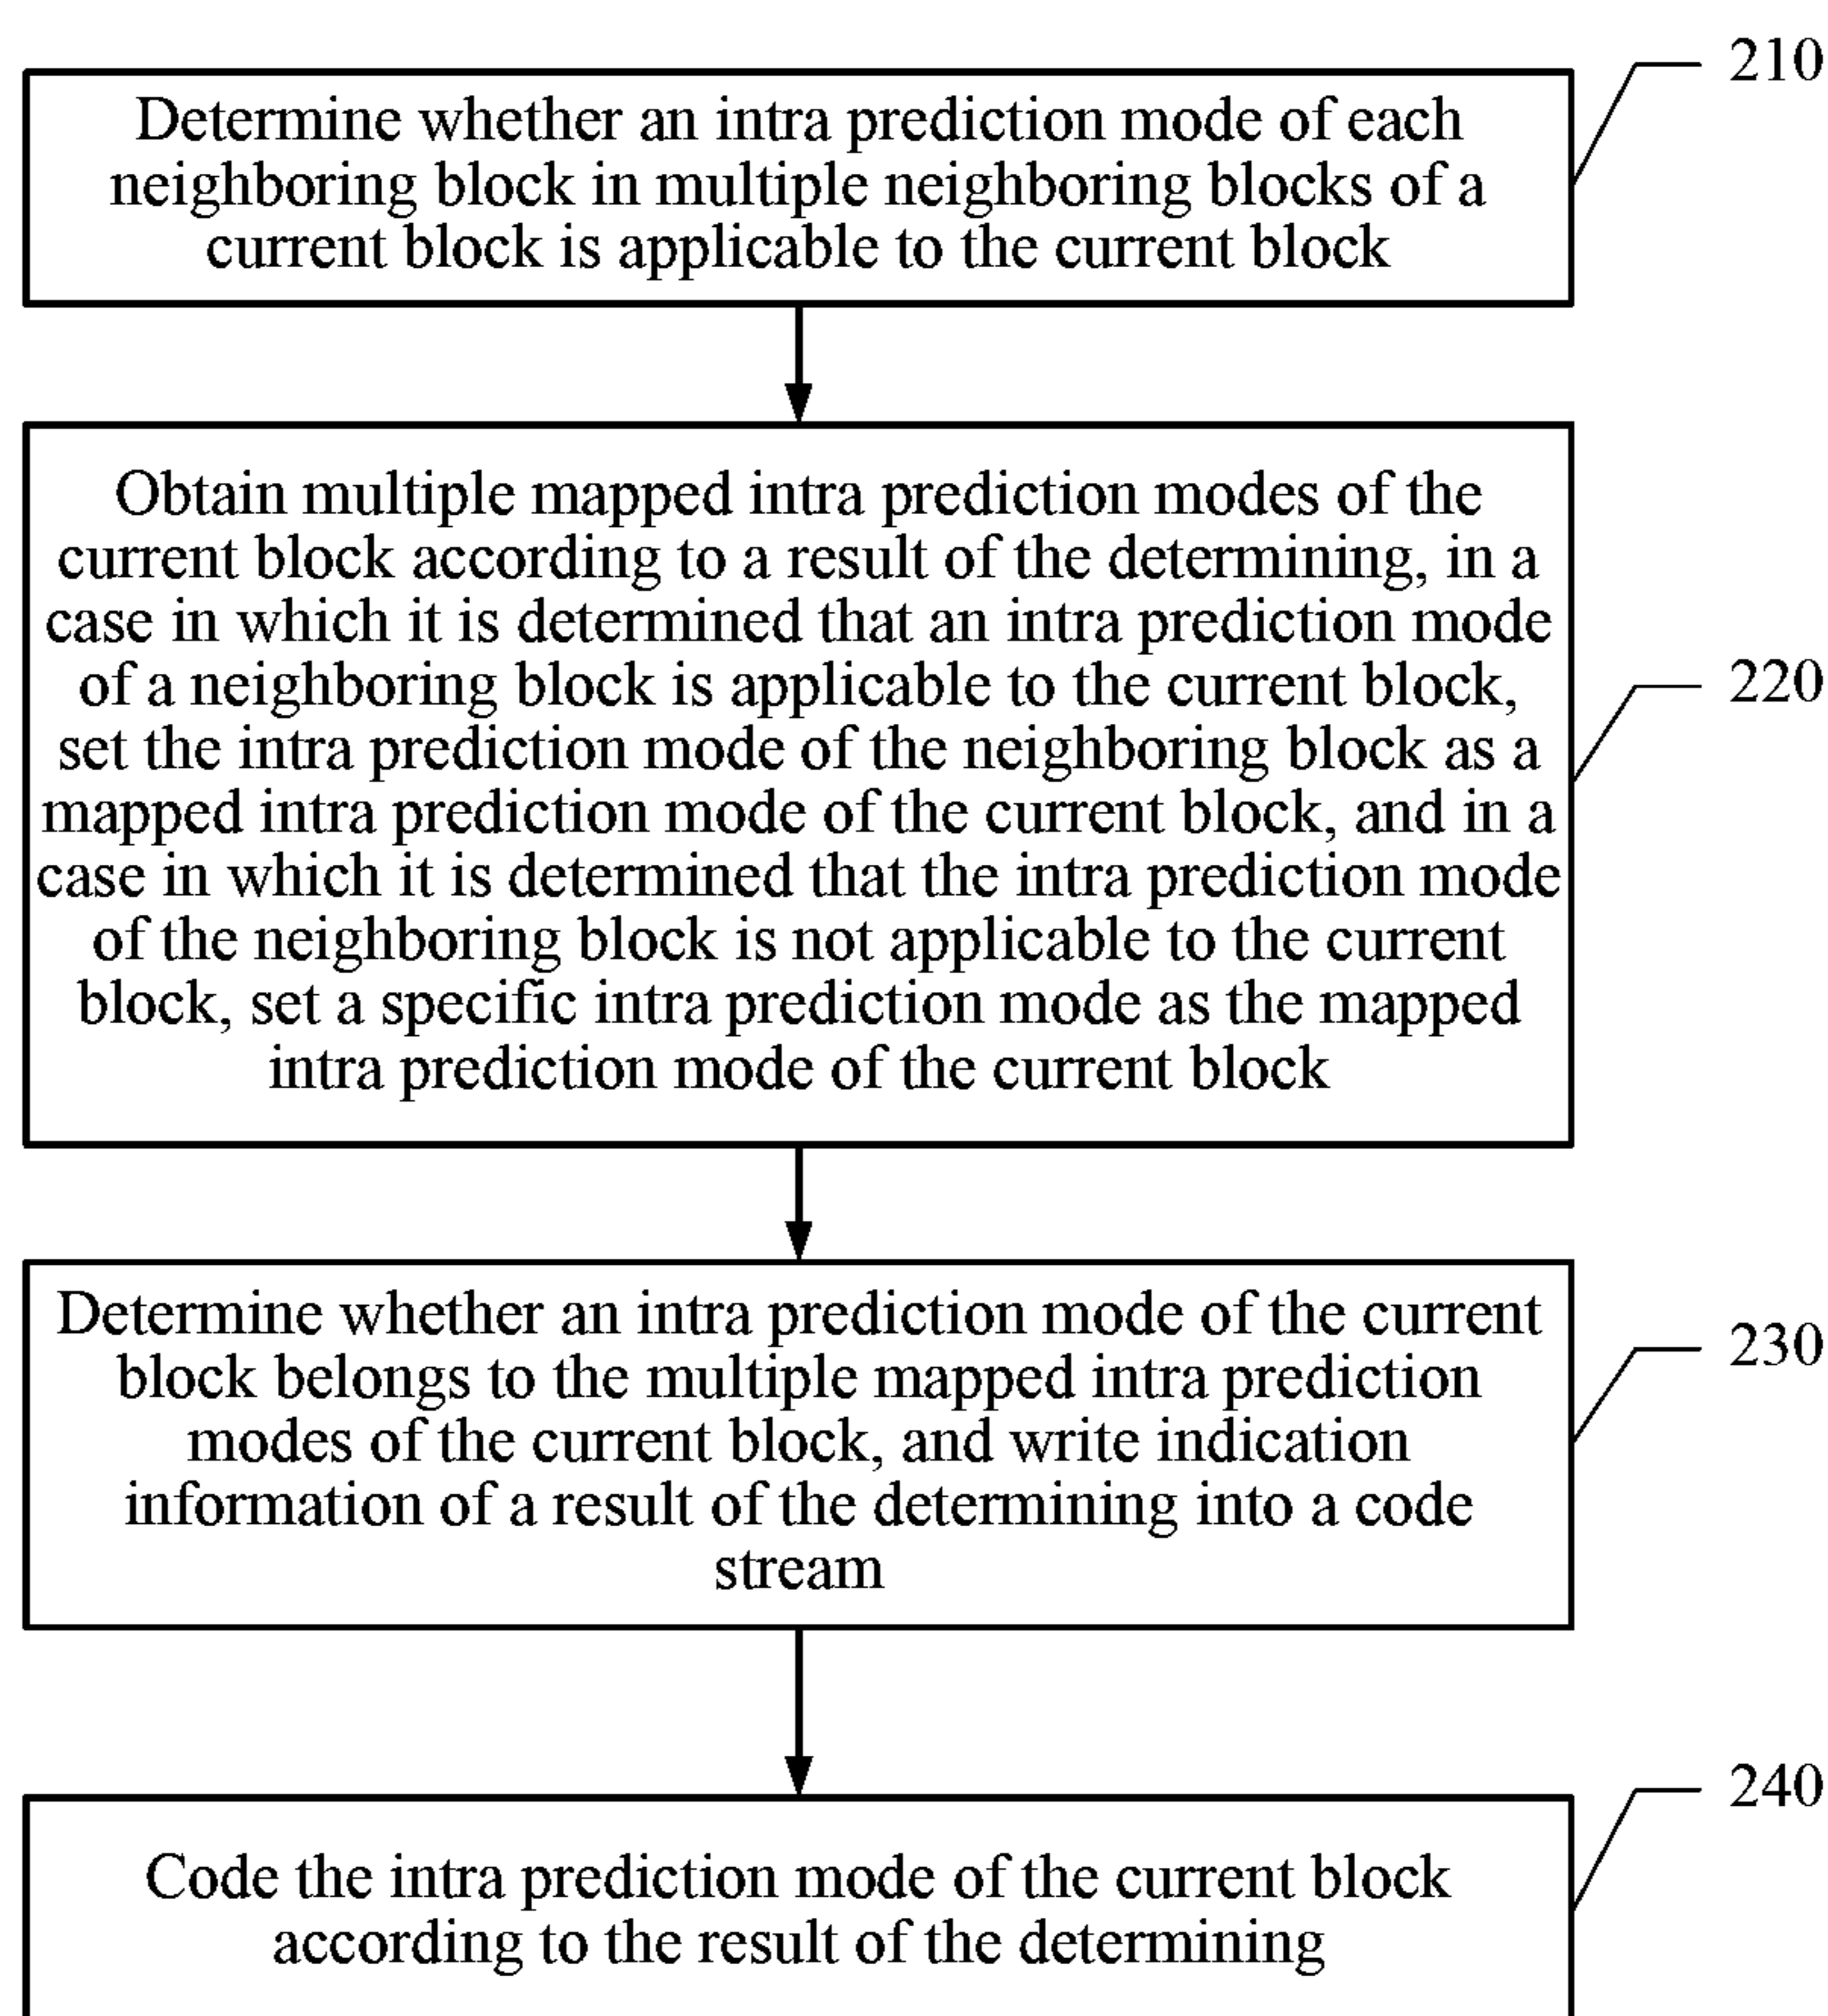 210
Determine whether an intra prediction mode of each
neighboring block in multiple neighboring blocks of a
current block is applicable to the current block
Obtain multiple mapped intra prediction modes of the
current block according to a result of the determining, in a
case in which it is determined that an intra prediction mode
of a neighboring block is applicable to the current block,
set the intra prediction mode of the neighboring block as a
mapped intra prediction mode of the current block, and in a
case in which it is determined that the intra prediction mode
of the neighboring block is not applicable to the current
block, set a specific intra prediction mode as the mapped
intra prediction mode of the current block
220
Determine whether an intra prediction mode of the current
block belongs to the multiple mapped intra prediction
modes of the current block, and write indication
information of a result of the determining into a code
stream
230
240
Code the intra prediction mode of the current block
according to the result of the determining